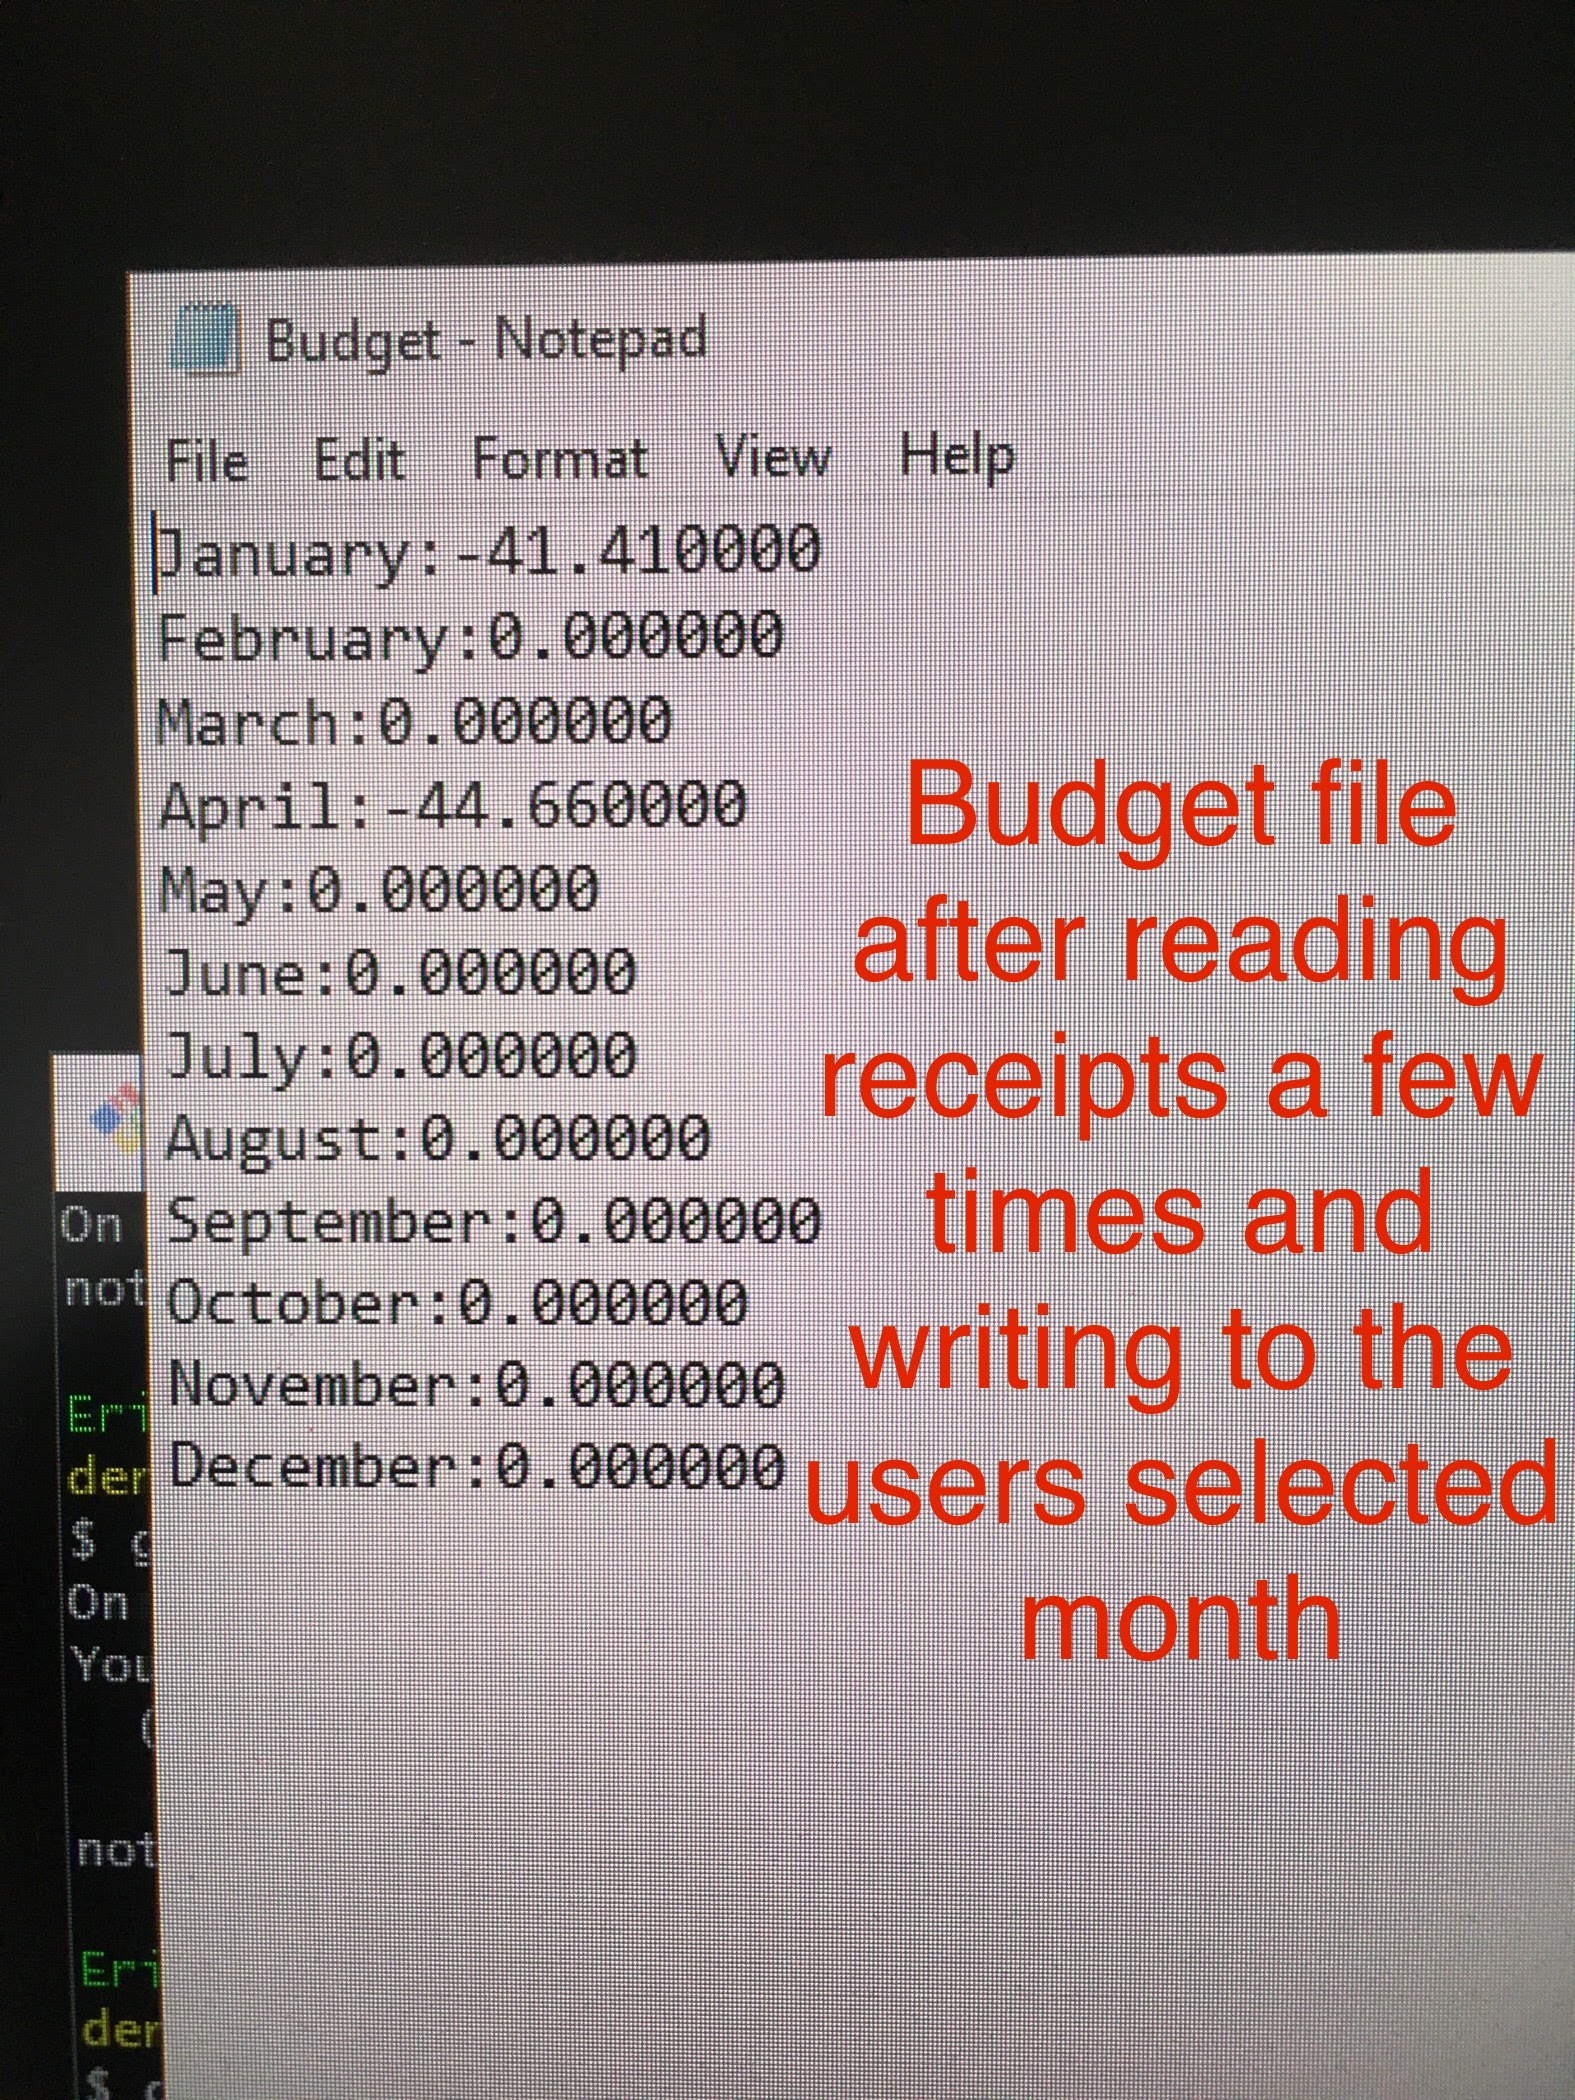 Budget - Notepad
File Edit Format View Help
January:-41.410000
February:0.000000
March:0.000000
April:-44.660000
May:0.000000
June:0.000000
July:0.000000
August:0.000000
September:0.000000
October:0.000000
November:0.000000
December:0.000000
Budget file
after reading
receipts a few
times and
writing to the
users selected
month
On
not
Eri
der
$ g
On
You
(
not
Eri
der
$